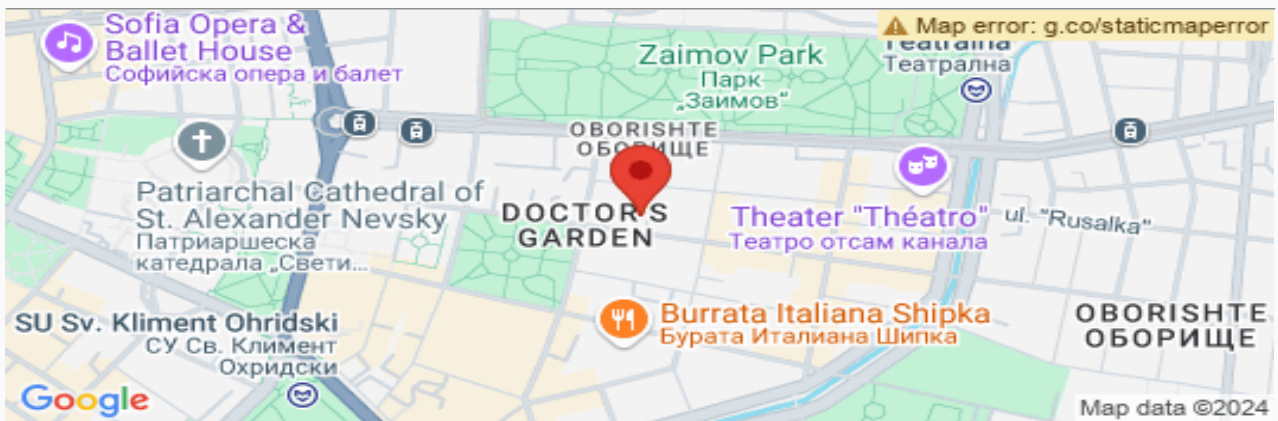 Sofia Opera &
Ballet House
Софийска опера и балет
Map error: g.co/staticmaperror
Zaimov Park
Парк
„Заимов“
Teatralna
Театрална
OBORISHTE
ОБОРИЩЕ
Patriarchal Cathedral of
St. Alexander Nevsky
Патриаршеска
катедрала „Свети...
DOCTOR'S
GARDEN
Theater "Théatro"
Театро отсам канала
ul. "Rusalka"
SU Sv. Kliment Ohridski
СУ Св. Климент
Охридски
Burrata Italiana Shipka
Бурата Италиана Шипка
OBORISHTE
ОБОРИЩЕ
Google
Map data ©2024